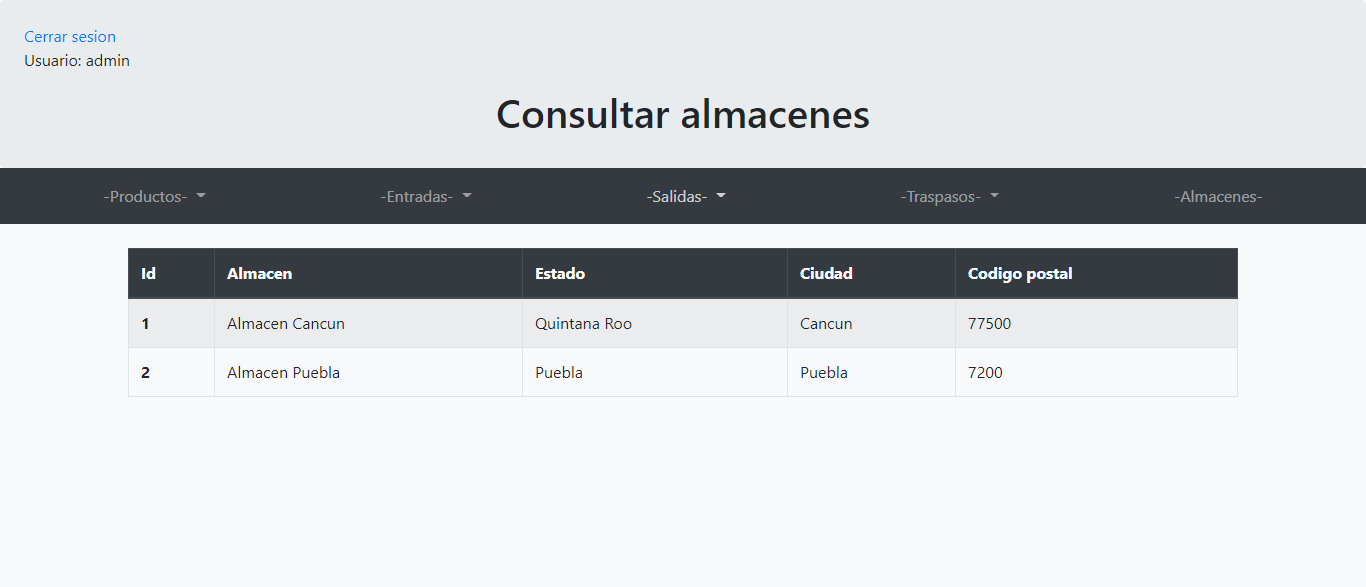 Cerrar sesion
Usuario: admin
Consultar almacenes
-Productos- -Entradas- -Salidas- -Traspasos- -Almacenes-
Id Almacen Estado Ciudad Codigo postal
1 Almacen Cancun Quintana Roo Cancun 77500
2 Almacen Puebla Puebla Puebla 7200